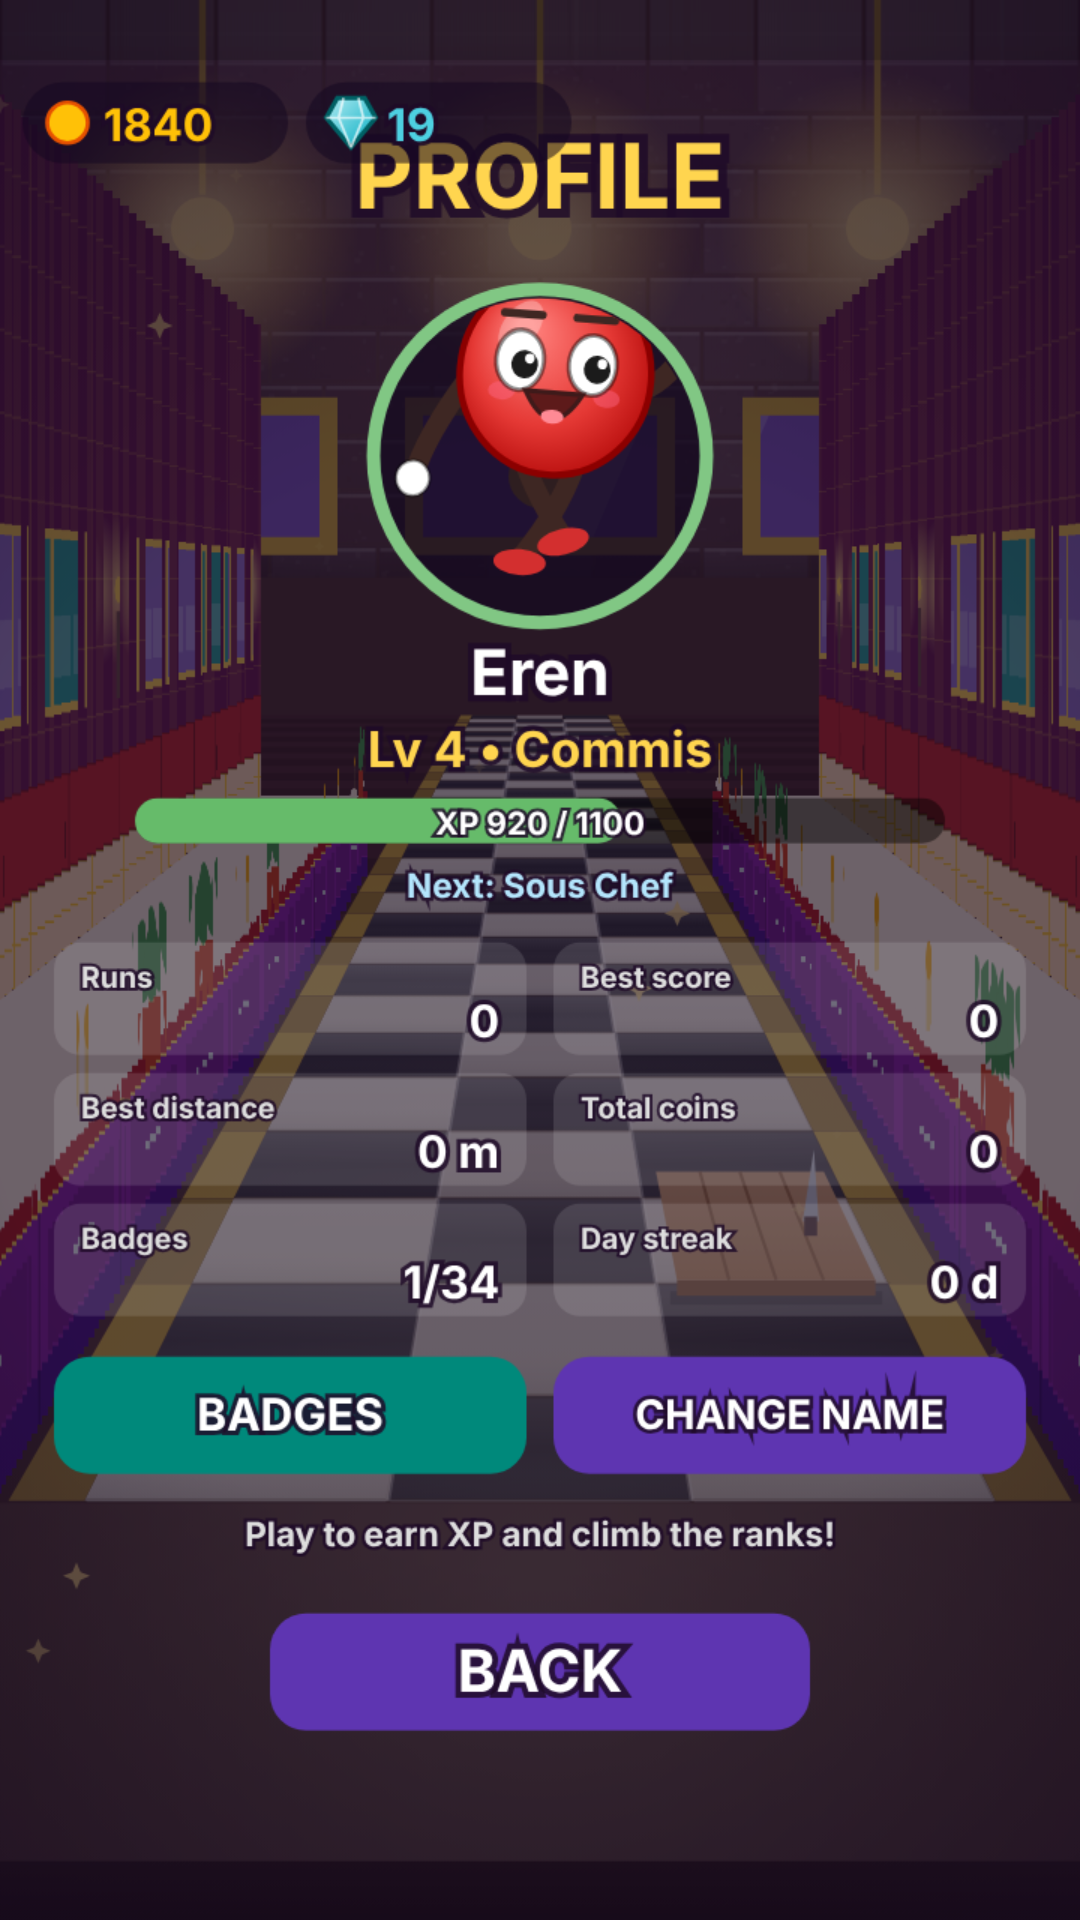 1840
19
PROFILE
Eren
Lv 4 • Commis
XP 920 / 1100
Next: Sous Chef
Runs
0
Best score
0
Best distance
0 m
Total coins
0
Badges
1/34
Day streak
0 d
BADGES
CHANGE NAME
Play to earn XP and climb the ranks!
BACK